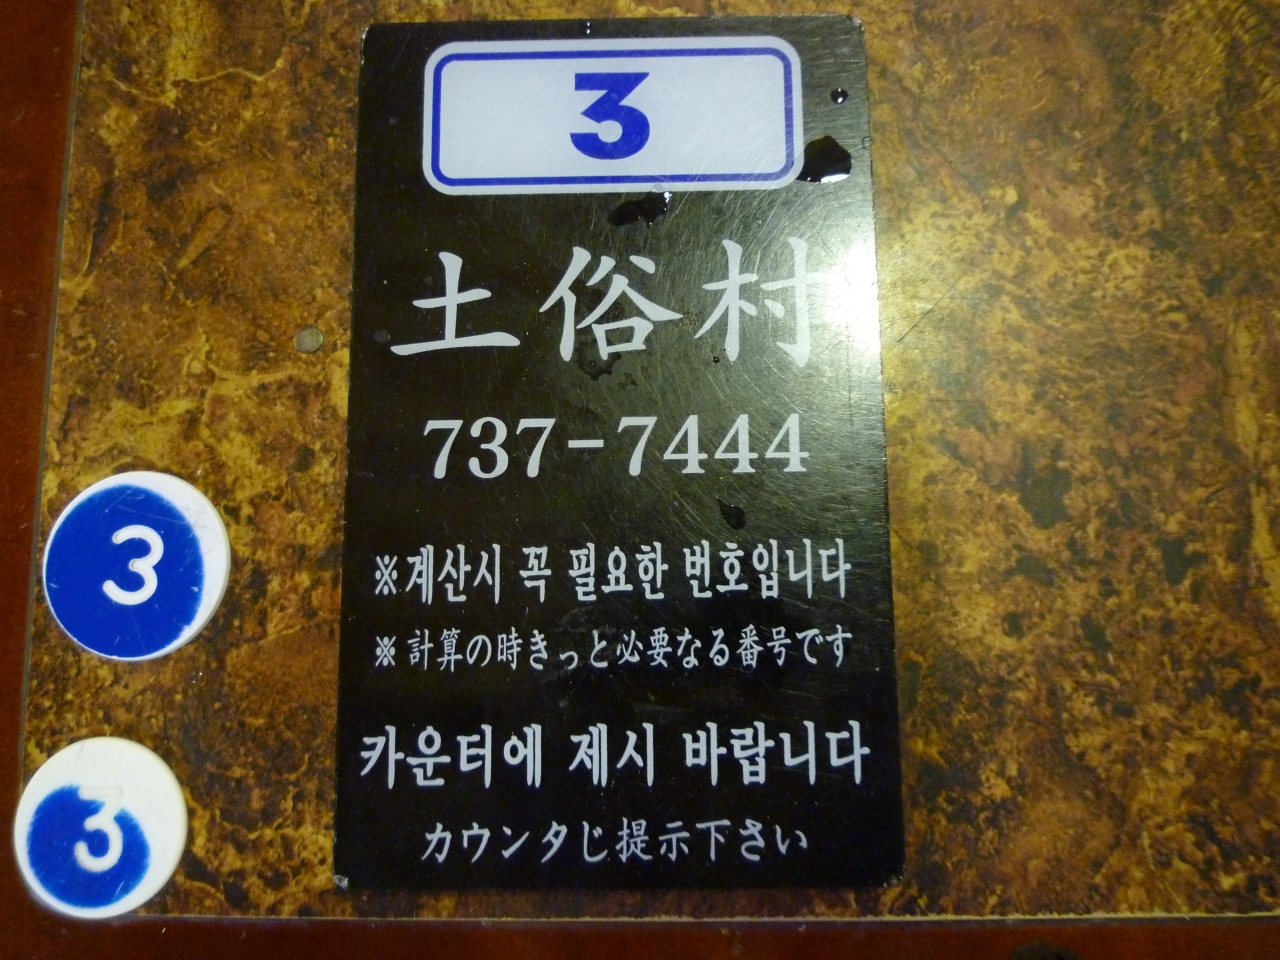 3
土俗村
737-7444
※계산시 꼭 필요한 번호입니다
※計算の時きっと必要なる番号です
카운터에 제시 바랍니다
カウンタじ提示下さい
3
3